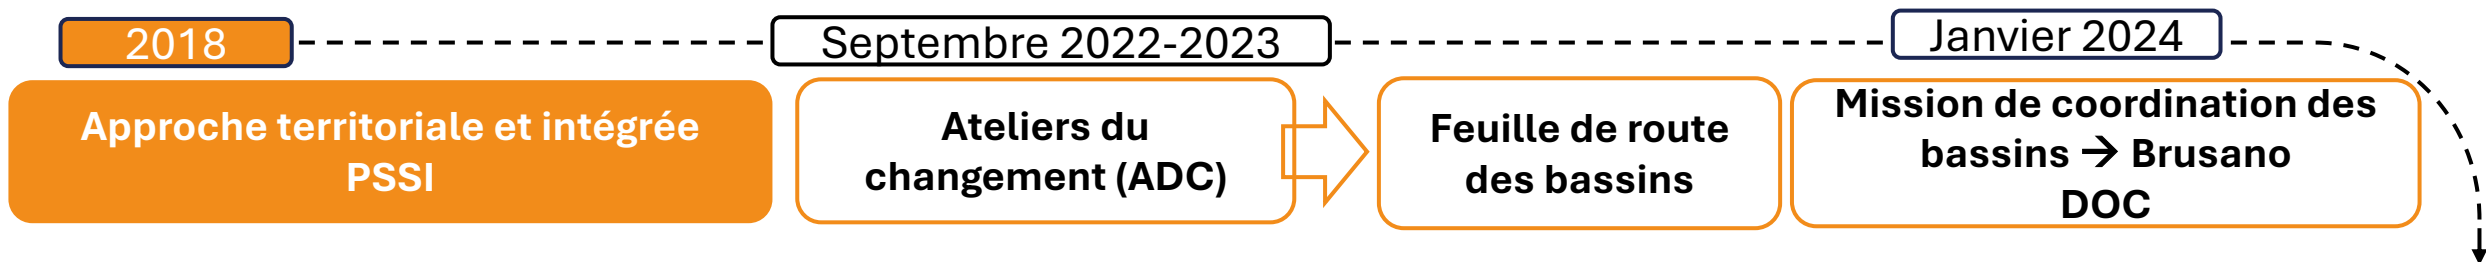 2018
Septembre 2022-2023
Janvier 2024
Approche territoriale et intégrée
PSSI
Ateliers du
changement (ADC)
Feuille de route
des bassins
Mission de coordination des
bassins → Brusano
DOC